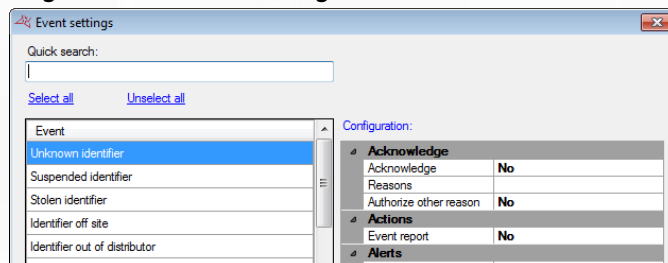 Event settings
Quick search:
Select all Unselect all
Event
Unknown identifier
Suspended identifier
Stolen identifier
Identifier off site
Identifier out of distributor
Configuration:
Acknowledge
Acknowledge No
Reasons
Authorize other reason No
Actions
Event report No
Alerts